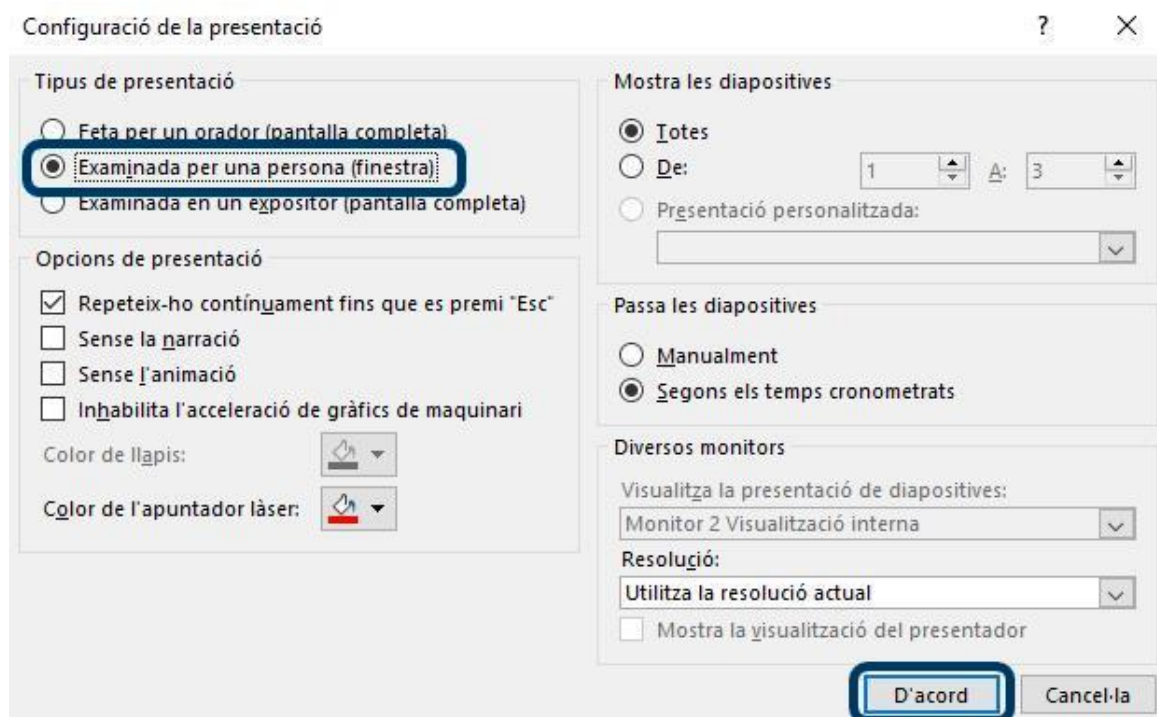 Configuració de la presentació
?
Tipus de presentació
Feta per un orador (pantalla completa)
Examinada per una persona (finestra)
Examinada en un expositor (pantalla completa)
Opcions de presentació
Repeteix-ho contínuament fins que es premi "Esc"
Sense la narració
Sense l'animació
Inhabilita l'acceleració de gràfics de maquinari
Color de llapis:
Color de l'apuntador làser:
Mostra les diapositives
Totes
De: 1 A: 3
Presentació personalitzada:
Passa les diapositives
Manualment
Segons els temps cronometrats
Diversos monitors
Visualitza la presentació de diapositives:
Monitor 2 Visualització interna
Resolució:
Utilitza la resolució actual
Mostra la visualització del presentador
D'acord Cancel·la